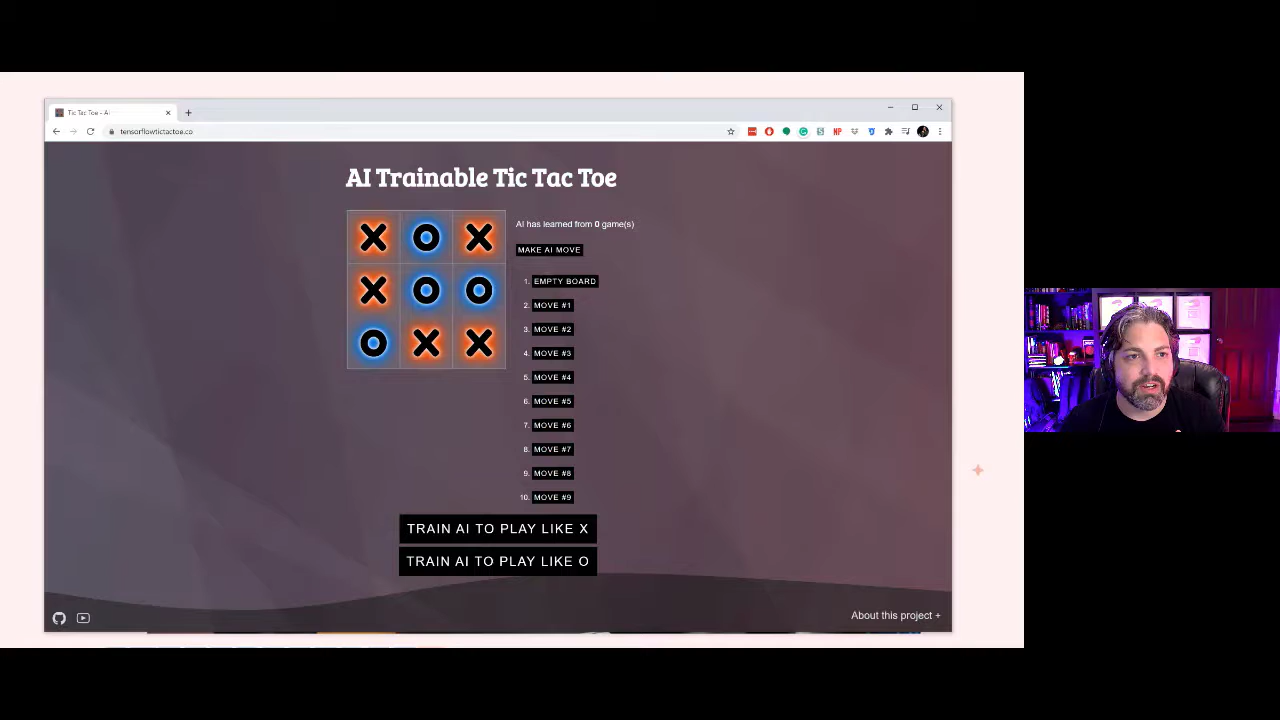 Tic Tac Toe - AI
tensorflowtictactoe.co
NP
AI Trainable Tic Tac Toe
X O X
X O O
O X X
AI has learned from 0 game(s)
MAKE AI MOVE
1. EMPTY BOARD
2. MOVE #1
3. MOVE #2
4. MOVE #3
5. MOVE #4
6. MOVE #5
7. MOVE #6
8. MOVE #7
9. MOVE #8
10. MOVE #9
TRAIN AI TO PLAY LIKE X
TRAIN AI TO PLAY LIKE O
About this project +